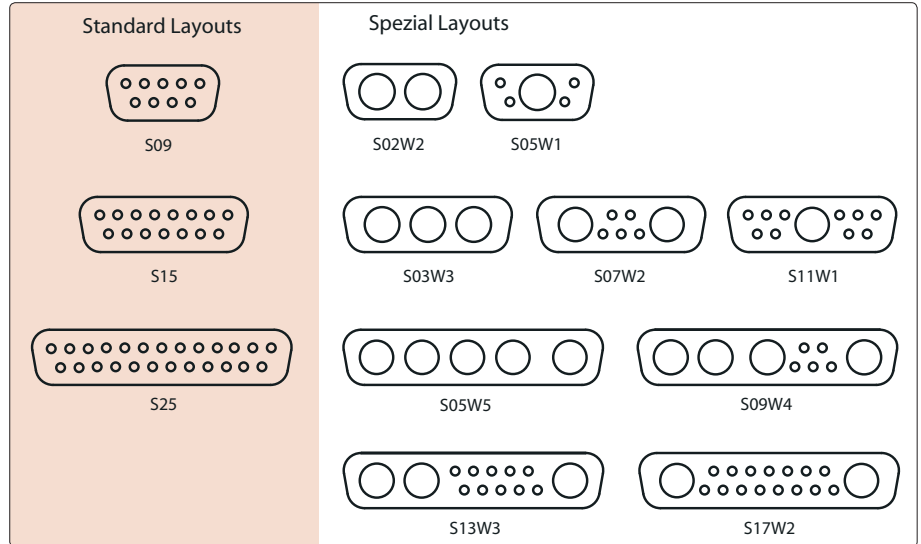 Standard Layouts
Spezial Layouts
S09
S02W2
S05W1
S15
S03W3
S07W2
S11W1
S25
S05W5
S09W4
S13W3
S17W2